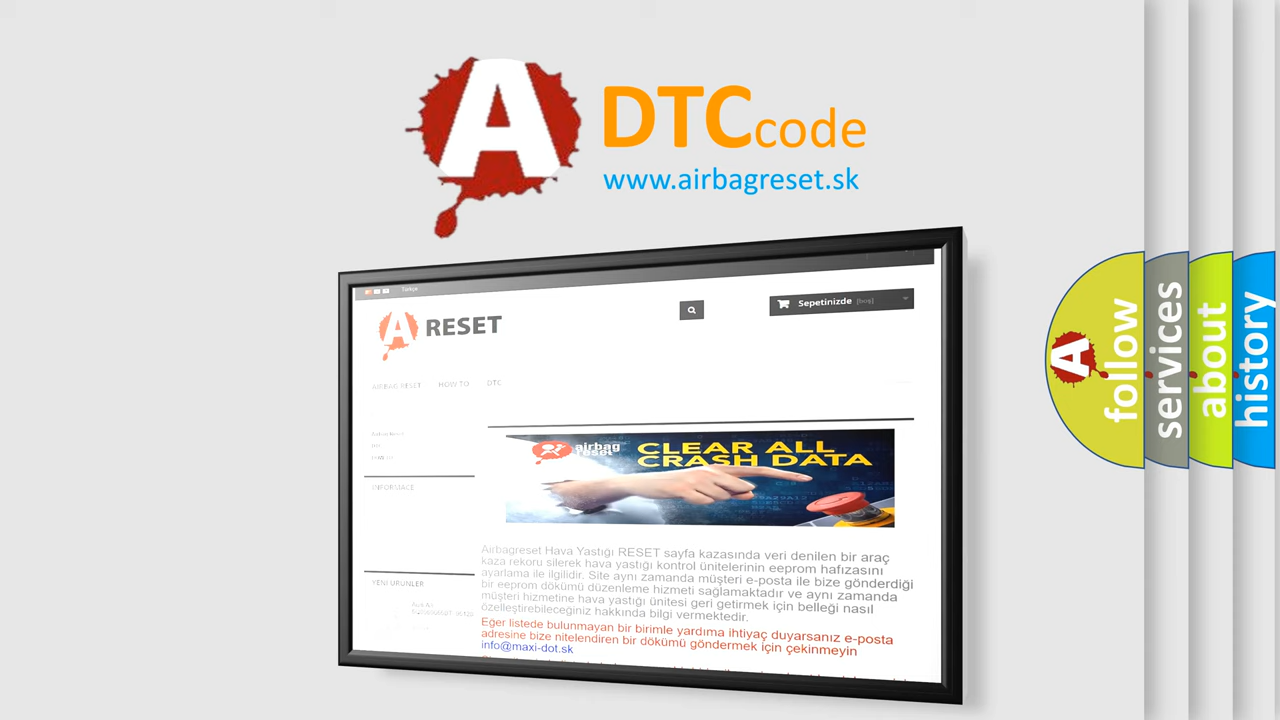 A DTC code
www.airbagreset.sk
Türkçe
A RESET
Sepetinizde [boş]
AIRBAG RESET HOW TO DTC
CLEAR ALL
airbag
reset
CRASH DATA
INFORMACE
Airbagreset Hava Yastığı RESET sayfa kazasında veri denilen bir araç
kaza rekoru silerek hava yastığı kontrol ünitelerinin eeprom hafızasını
ayarlama ile ilgilidir. Site aynı zamanda müşteri e-posta ile bize gönderdiği
bir eeprom dökümü düzenleme hizmeti sağlamaktadır ve aynı zamanda
müşteri hizmetine hava yastığı ünitesi geri getirmek için belleği nasıl
özelleştirebileceğiniz hakkında bilgi vermektedir.
Eğer listede bulunmayan bir birimle yardıma ihtiyaç duyarsanız e-posta
adresine bize nitelendiren bir dökümü göndermek için çekinmeyin
info@maxi-dot.sk
YENI ÜRÜNLER
A follow
services
about
history